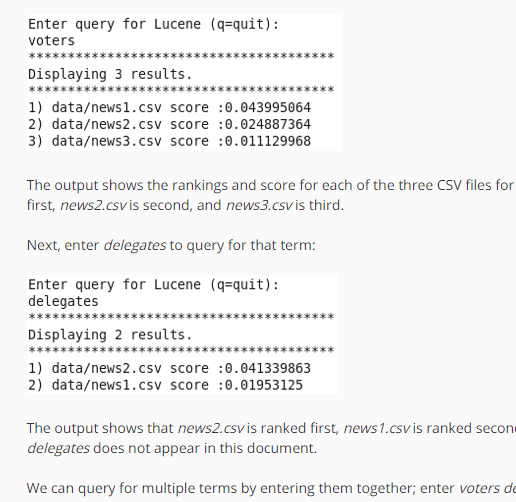 Enter query for Lucene (q=quit):
voters
***************************************
Displaying 3 results.
***************************************
1) data/news1.csv score :0.043995064
2) data/news2.csv score :0.024887364
3) data/news3.csv score :0.011129968
The output shows the rankings and score for each of the three CSV files for
first, news2.csv is second, and news3.csv is third.
Next, enter delegates to query for that term:
Enter query for Lucene (q=quit):
delegates
***************************************
Displaying 2 results.
***************************************
1) data/news2.csv score :0.041339863
2) data/news1.csv score :0.01953125
The output shows that news2.csv is ranked first, news1.csv is ranked
delegates does not appear in this document.
We can query for multiple terms by entering them together; enter voters